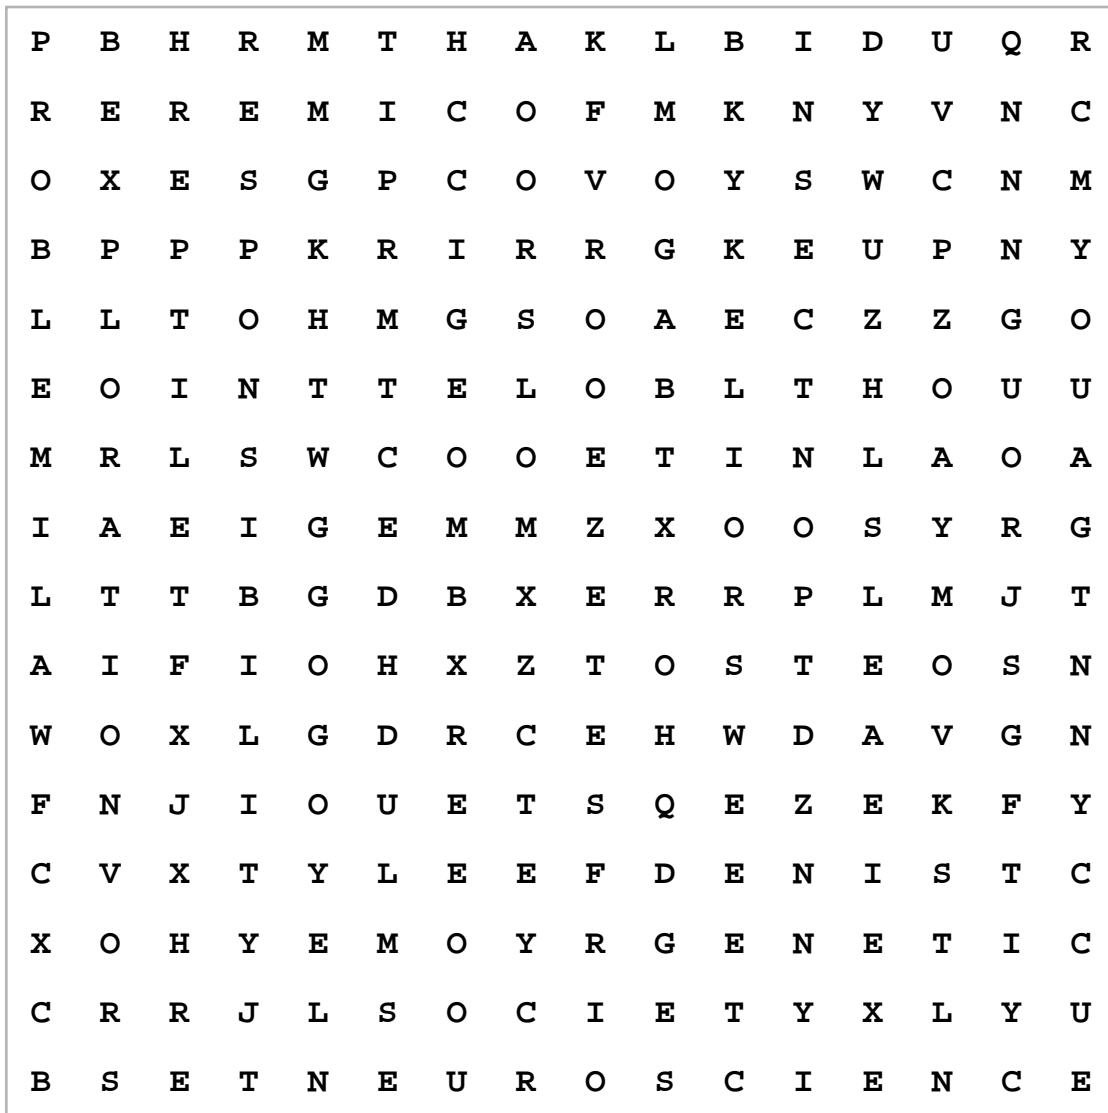 P B H R M T H A K L B I D U Q R
R E R E M I C O F M K N Y V N C
O X E S G P C O V O Y S W C N M
B P P P K R I R R G K E U P N Y
L L T O H M G S O A E C Z Z G O
E O I N T T E L O B L T H O U U
M R L S W C O O E T I N L A O A
I A E I G E M M Z X O O S Y R G
L T T B G D B X E R R P L M J T
A I F I O H X Z T O S T E O S N
W O X L G D R C E H W D A V G N
F N J I O U E T S Q E Z E K F Y
C V X T Y L E E F D E N I S T C
X O H Y E M O Y R G E N E T I C
C R R J L S O C I E T Y X L Y U
B S E T N E U R O S C I E N C E